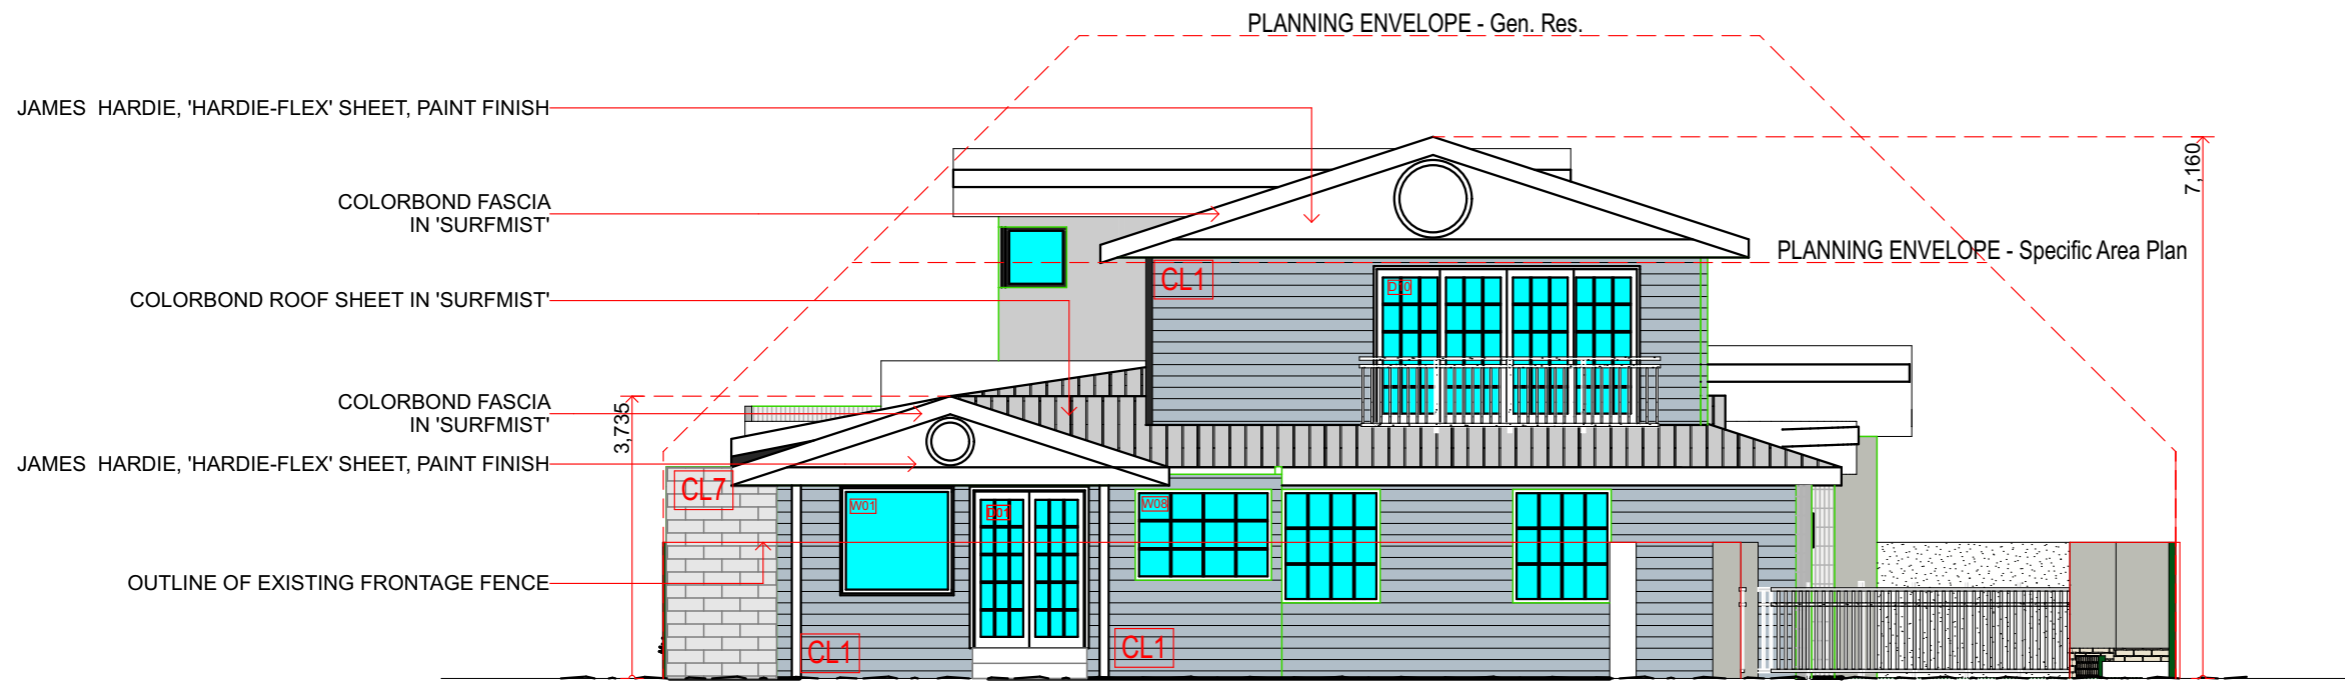 PLANNING ENVELOPE - Gen. Res.
JAMES HARDIE, 'HARDIE-FLEX' SHEET, PAINT FINISH
7,160
COLORBOND FASCIA
IN 'SURFMIST'
PLANNING ENVELOPE - Specific Area Plan
CL1
D10
COLORBOND ROOF SHEET IN 'SURFMIST'
COLORBOND FASCIA
IN 'SURFMIST'
3,735
JAMES HARDIE, 'HARDIE-FLEX' SHEET, PAINT FINISH
CL7
W01
D01
W08
OUTLINE OF EXISTING FRONTAGE FENCE
CL1
CL1